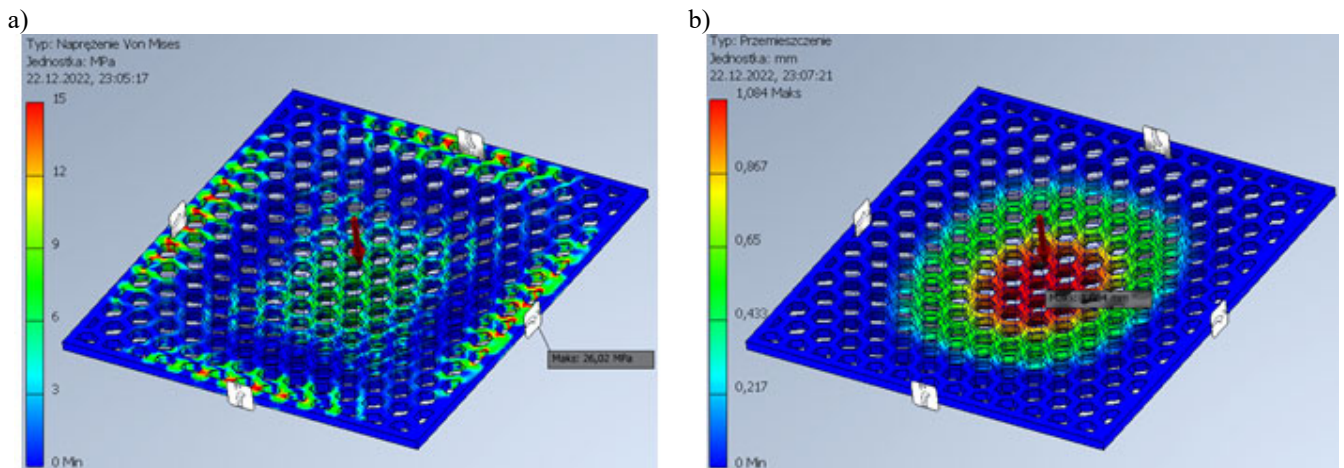 a)
Typ: Naprężenie Von Mises
Jednostka: MPa
22.12.2022, 23:05:17
15
12
9
6
3
0 Min
Maks: 26,02 MPa
b)
Typ: Przemieszczenie
Jednostka: mm
22.12.2022, 23:07:21
1,084 Maks
0,867
0,65
0,433
0,217
0 Min